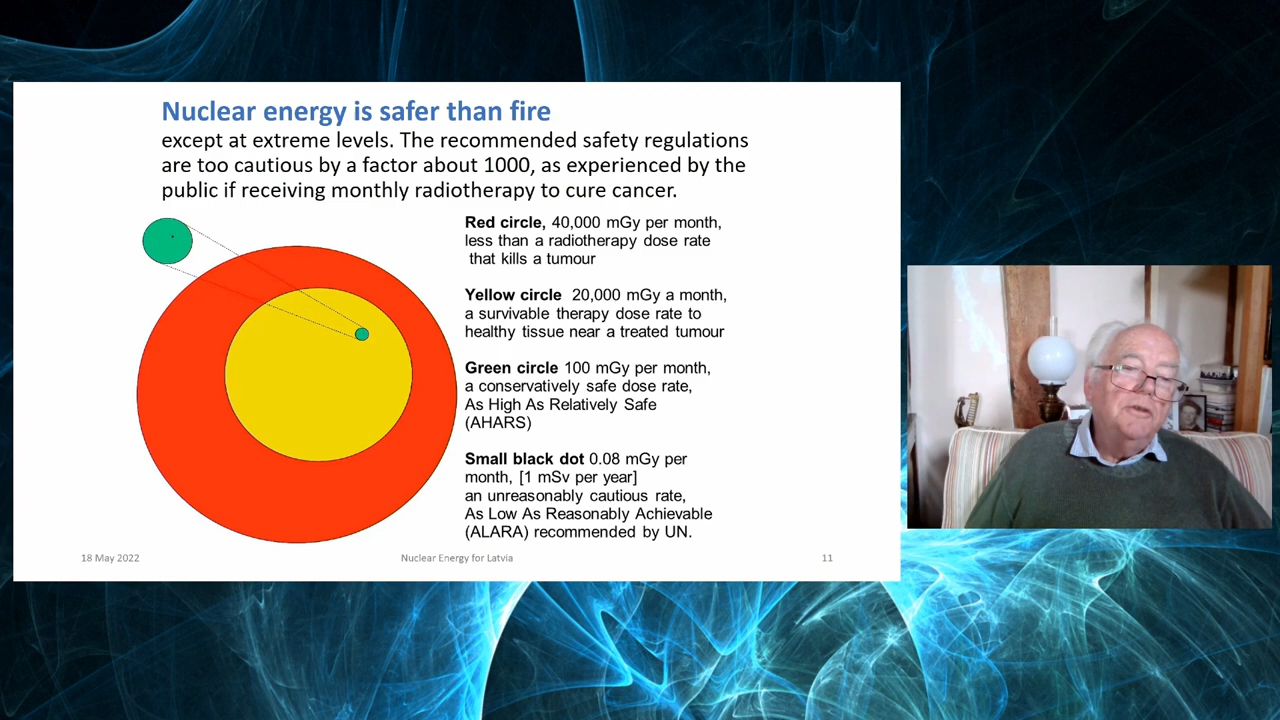 Nuclear energy is safer than fire
except at extreme levels. The recommended safety regulations
are too cautious by a factor about 1000, as experienced by the
public if receiving monthly radiotherapy to cure cancer.
Red circle, 40,000 mGy per month,
less than a radiotherapy dose rate
that kills a tumour
Yellow circle 20,000 mGy a month,
a survivable therapy dose rate to
healthy tissue near a treated tumour
Green circle 100 mGy per month,
a conservatively safe dose rate,
As High As Relatively Safe
(AHARS)
Small black dot 0.08 mGy per
month, [1 mSv per year]
an unreasonably cautious rate,
As Low As Reasonably Achievable
(ALARA) recommended by UN.
18 May 2022
Nuclear Energy for Latvia
11